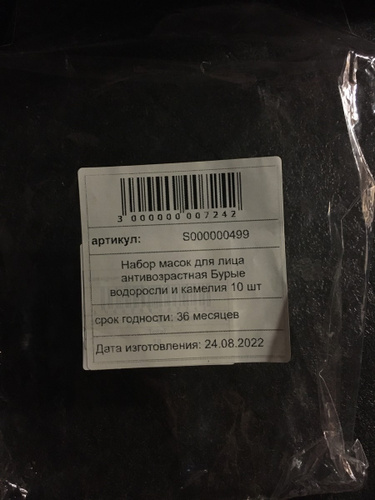 3 000000 007242
артикул: S000000499
Набор масок для лица
антивозрастная Бурые
водоросли и камелия 10 шт
срок годности: 36 месяцев
Дата изготовления: 24.08.2022